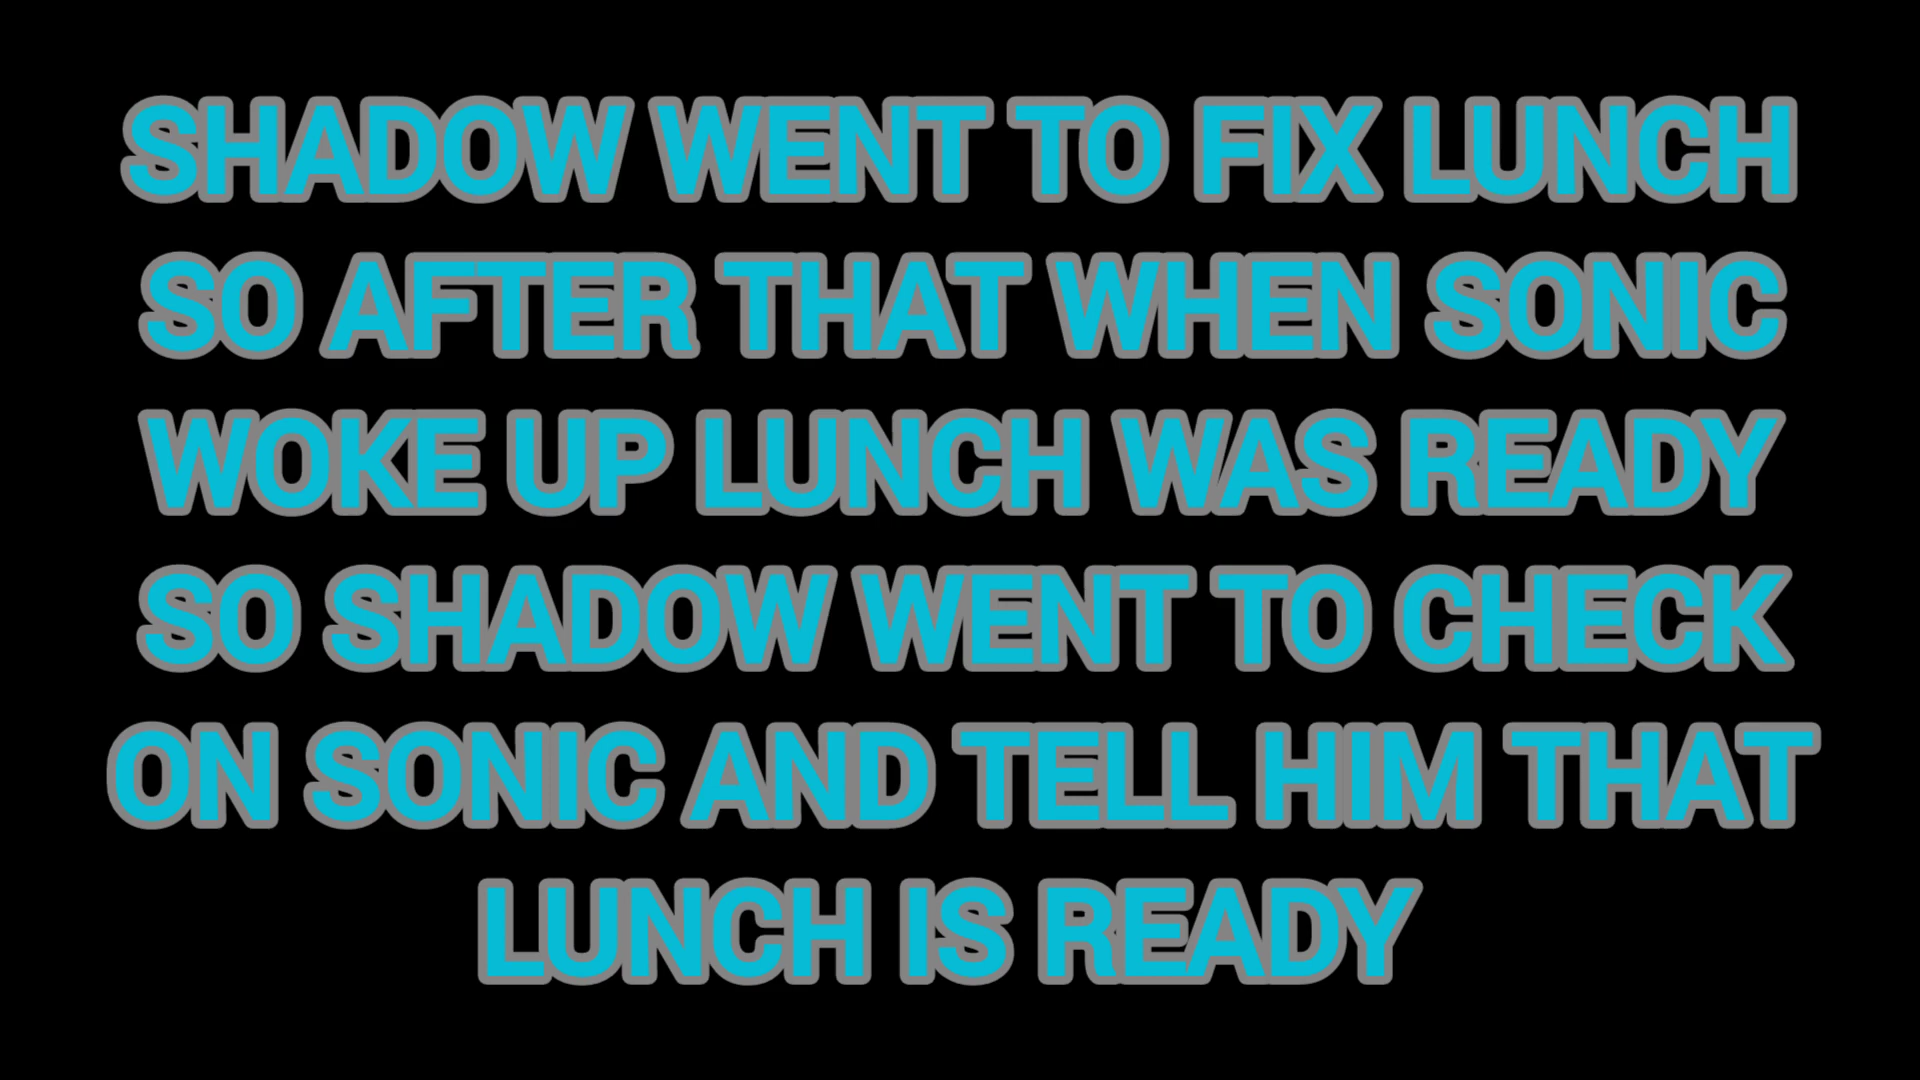 SHADOW WENT TO FIX LUNCH
SO AFTER THAT WHEN SONIC
WOKE UP LUNCH WAS READY
SO SHADOW WENT TO CHECK
ON SONIC AND TELL HIM THAT
LUNCH IS READY